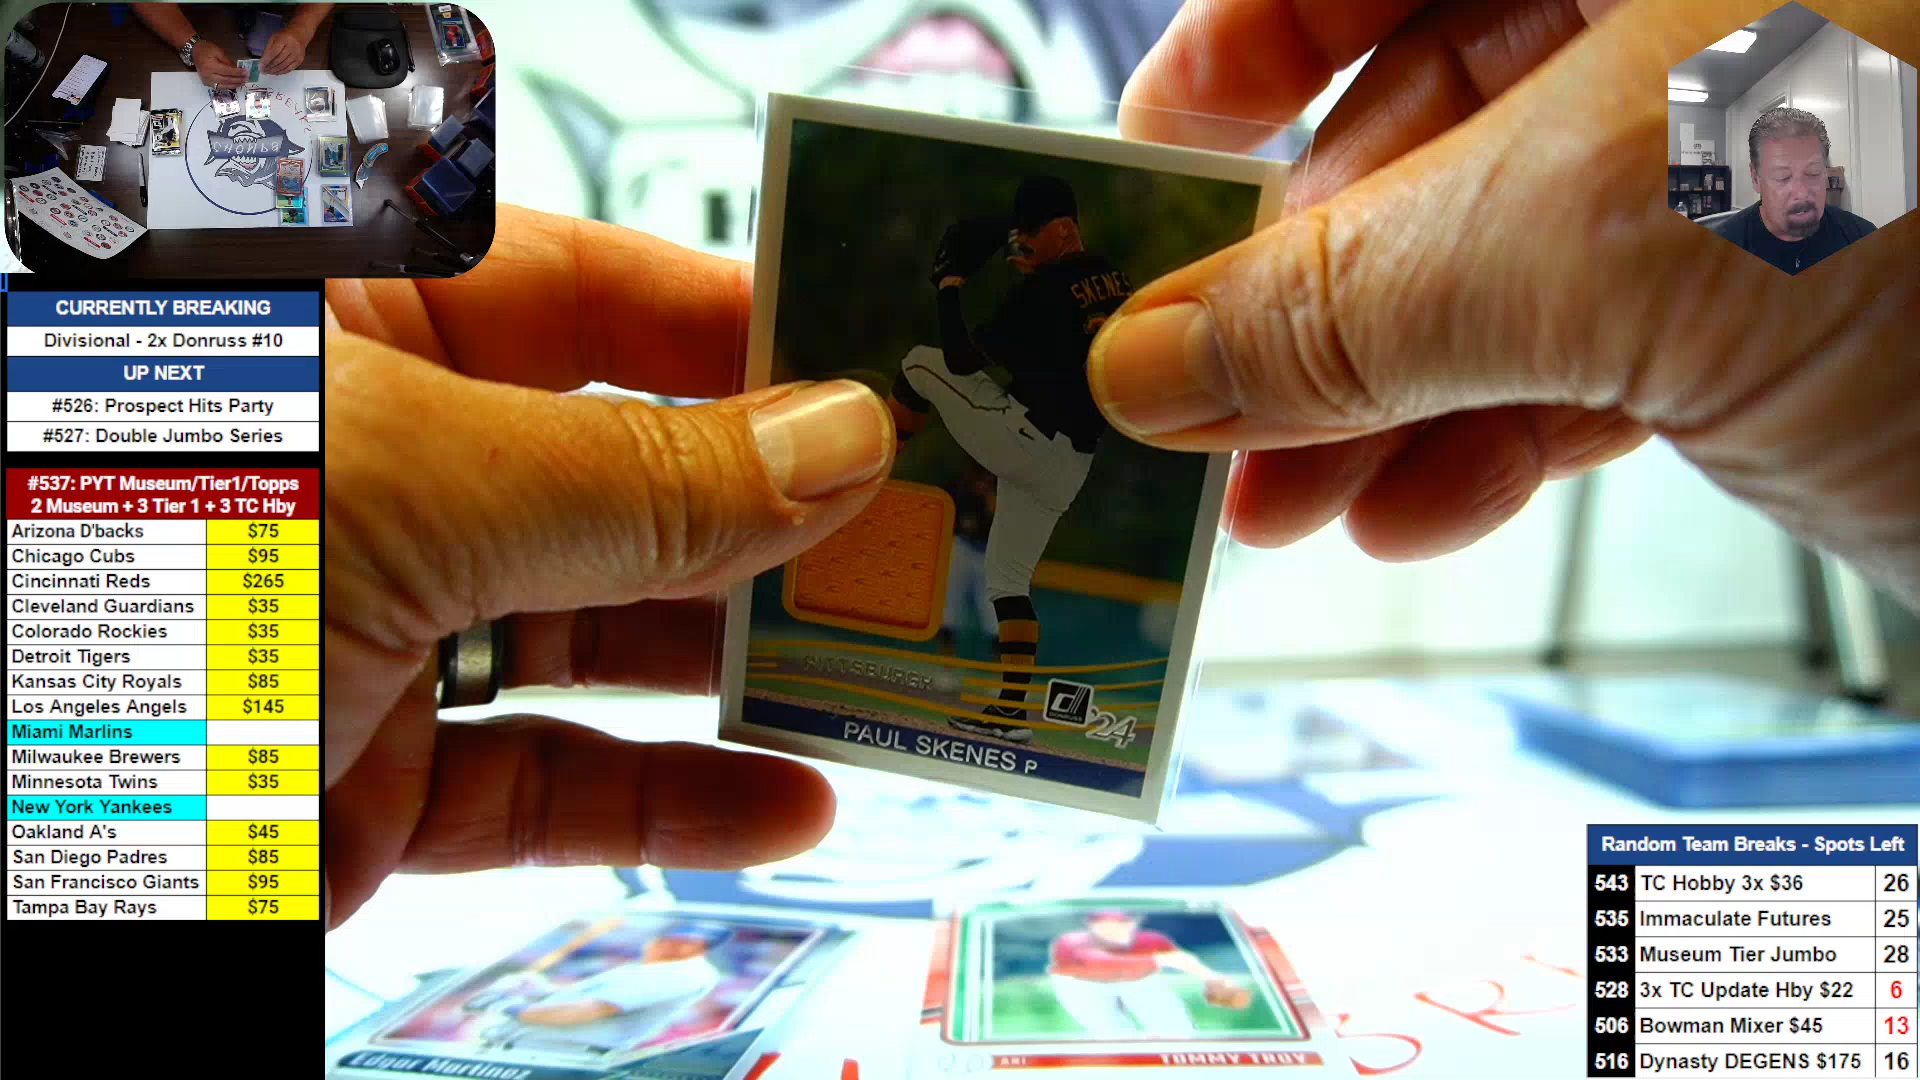 CURRENTLY BREAKING
Divisional - 2x Donruss #10
UP NEXT
#526: Prospect Hits Party
#527: Double Jumbo Series
#537: PYT Museum/Tier1/Topps
2 Museum + 3 Tier 1 + 3 TC Hby
Arizona D'backs $75
Chicago Cubs $95
Cincinnati Reds $265
Cleveland Guardians $35
Colorado Rockies $35
Detroit Tigers $35
Kansas City Royals $85
Los Angeles Angels $145
Miami Marlins
Milwaukee Brewers $85
Minnesota Twins $35
New York Yankees
Oakland A's $45
San Diego Padres $85
San Francisco Giants $95
Tampa Bay Rays $75
SKENES
PITTSBURGH
DONRUSS
'24
PAUL SKENES P
Edgar Martinez
ARI
TOMMY TROY
Random Team Breaks - Spots Left
543 TC Hobby 3x $36 26
535 Immaculate Futures 25
533 Museum Tier Jumbo 28
528 3x TC Update Hby $22 6
506 Bowman Mixer $45 13
516 Dynasty DEGENS $175 16